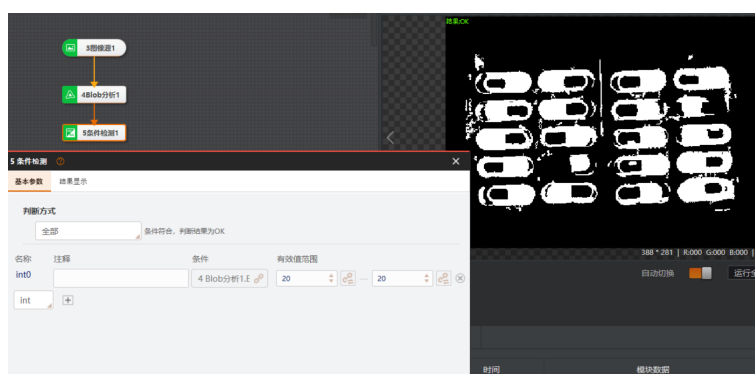 结果:OK
3图像源1
4Blob分析1
5条件检测1
5 条件检测
基本参数 结果显示
判断方式
全部 条件符合，判断结果为OK
名称 注释 条件 有效值范围
int0 4 Blob分析1.E 20 — 20
int
388 * 281 | R:000 G:000 B:000 |
自动切换 运行全
时间 模块数据